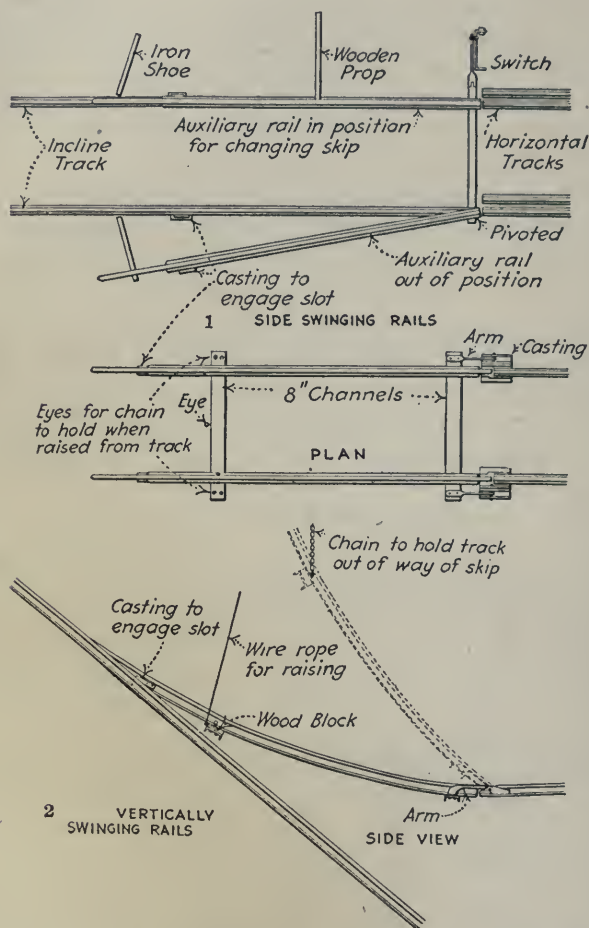 Iron
Shoe
Wooden
Prop
Switch
Auxiliary rail in position
for changing skip
Incline
Track
Horizontal
Tracks
Pivoted
Auxiliary rail
out of position
Casting to
engage slot
1 SIDE SWINGING RAILS
Arm
Casting
8" Channels
Eyes for chain
to hold when
raised from track
Eye
PLAN
Chain to hold track
out of way of skip
Casting to
engage slot
Wire rope
for raising
Wood Block
2 VERTICALLY
SWINGING RAILS
Arm
SIDE VIEW